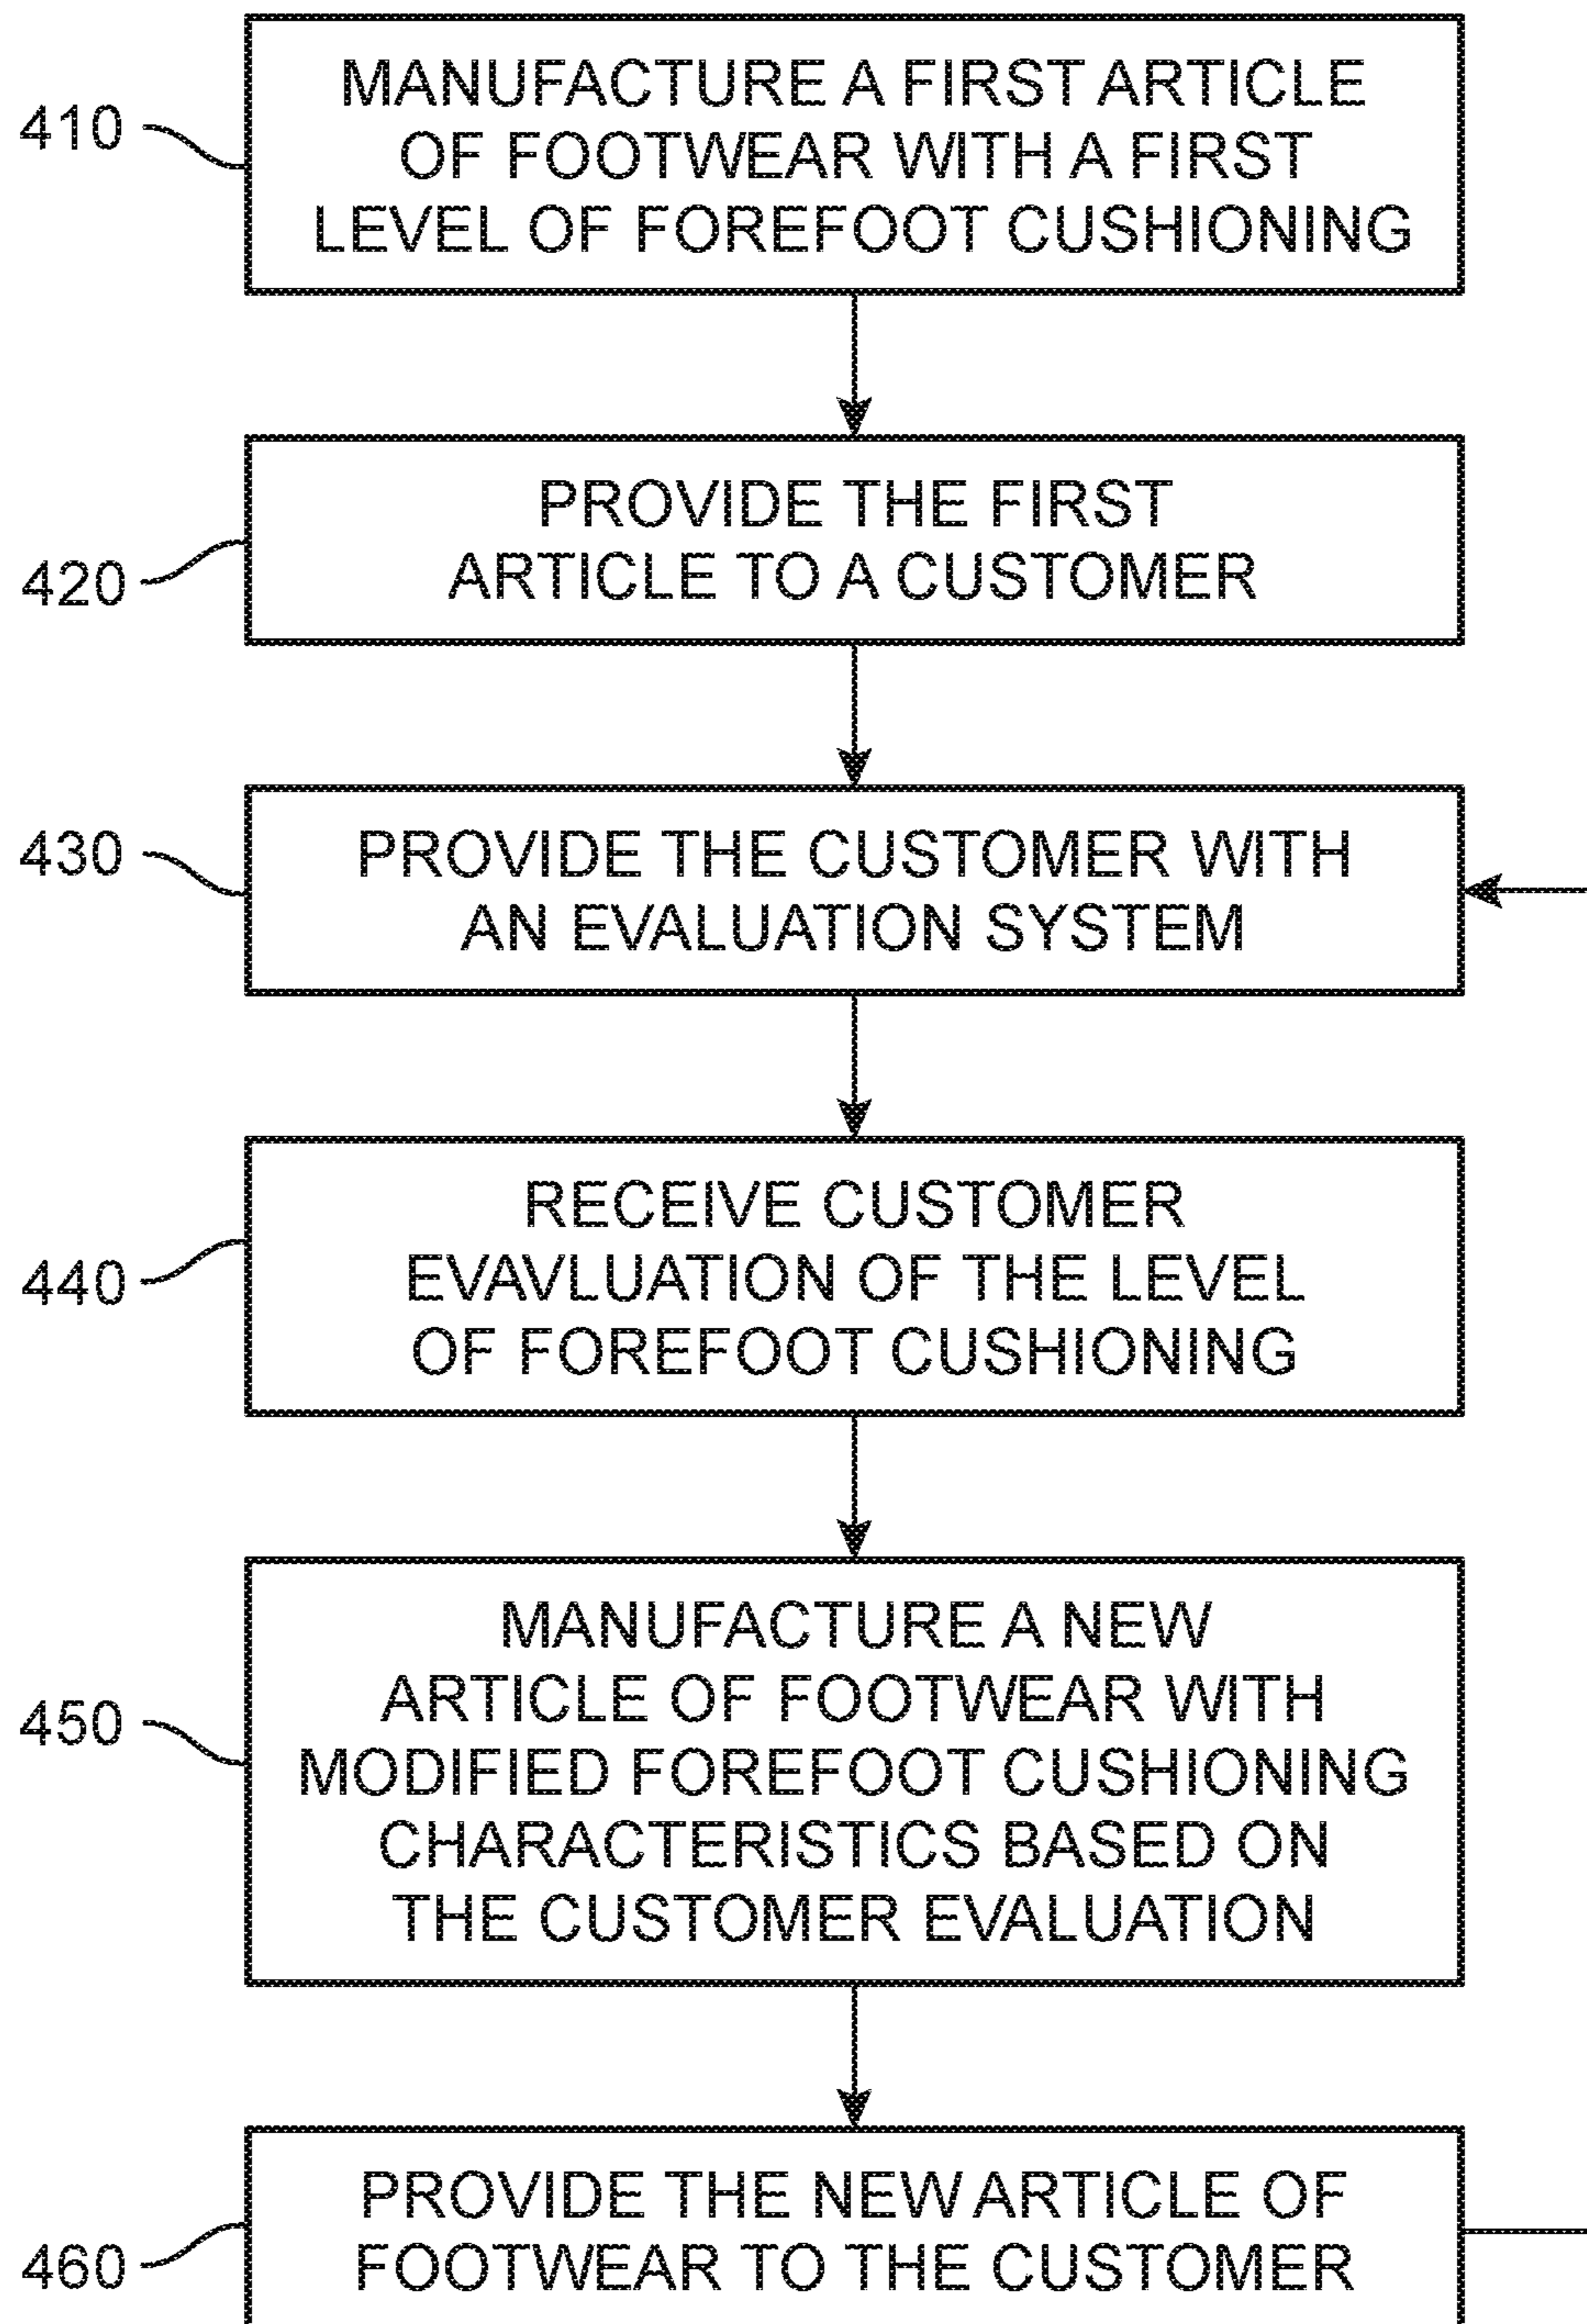 410
MANUFACTURE A FIRST ARTICLE
OF FOOTWEAR WITH A FIRST
LEVEL OF FOREFOOT CUSHIONING
420
PROVIDE THE FIRST
ARTICLE TO A CUSTOMER
430
PROVIDE THE CUSTOMER WITH
AN EVALUATION SYSTEM
440
RECEIVE CUSTOMER
EVAVLUATION OF THE LEVEL
OF FOREFOOT CUSHIONING
450
MANUFACTURE A NEW
ARTICLE OF FOOTWEAR WITH
MODIFIED FOREFOOT CUSHIONING
CHARACTERISTICS BASED ON
THE CUSTOMER EVALUATION
460
PROVIDE THE NEW ARTICLE OF
FOOTWEAR TO THE CUSTOMER